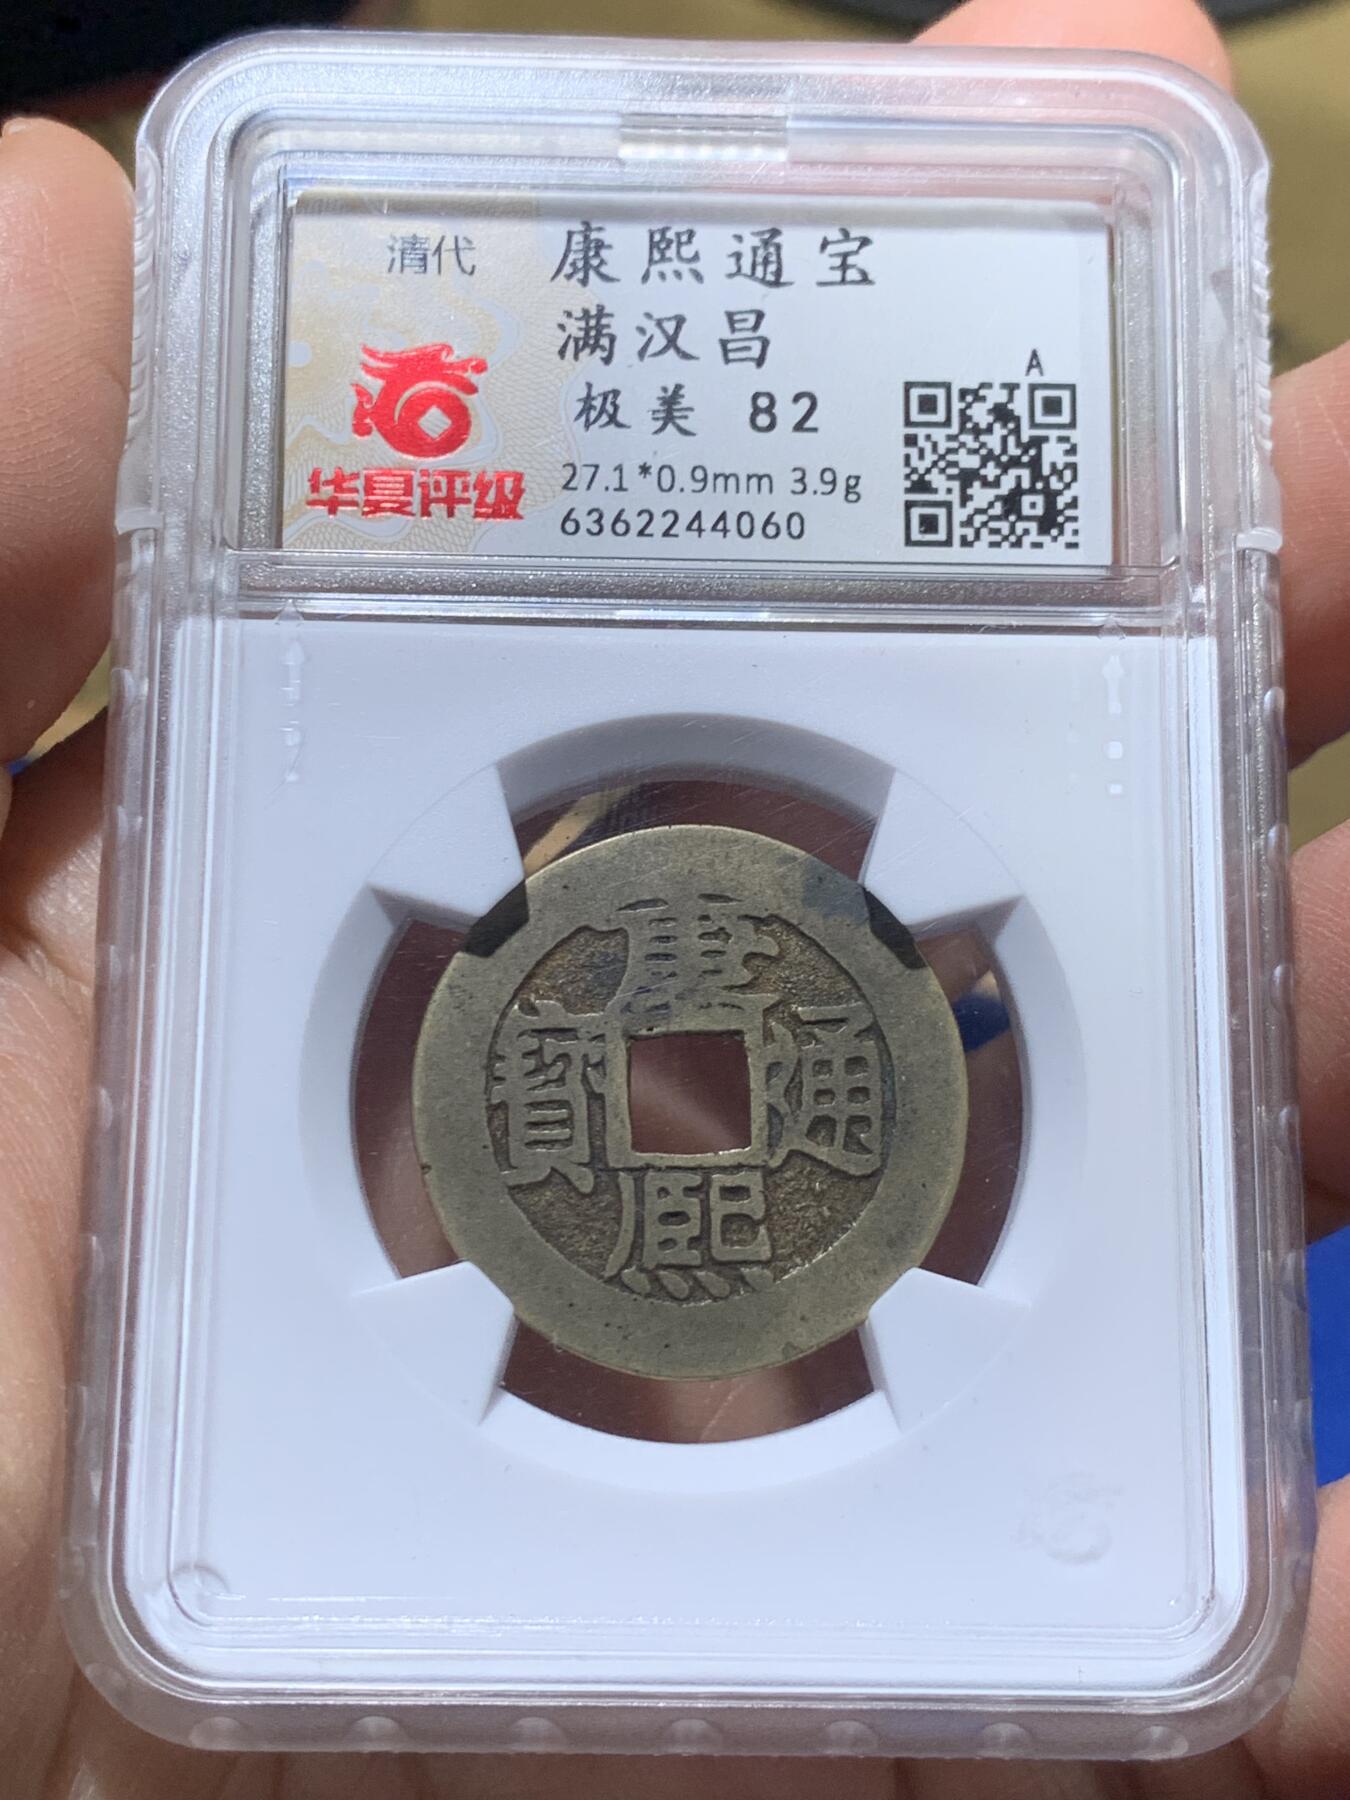 清代
康熙通宝
满汉昌
极美 82
27.1*0.9mm 3.9g
6362244060
华夏评级
A
康熙通寶